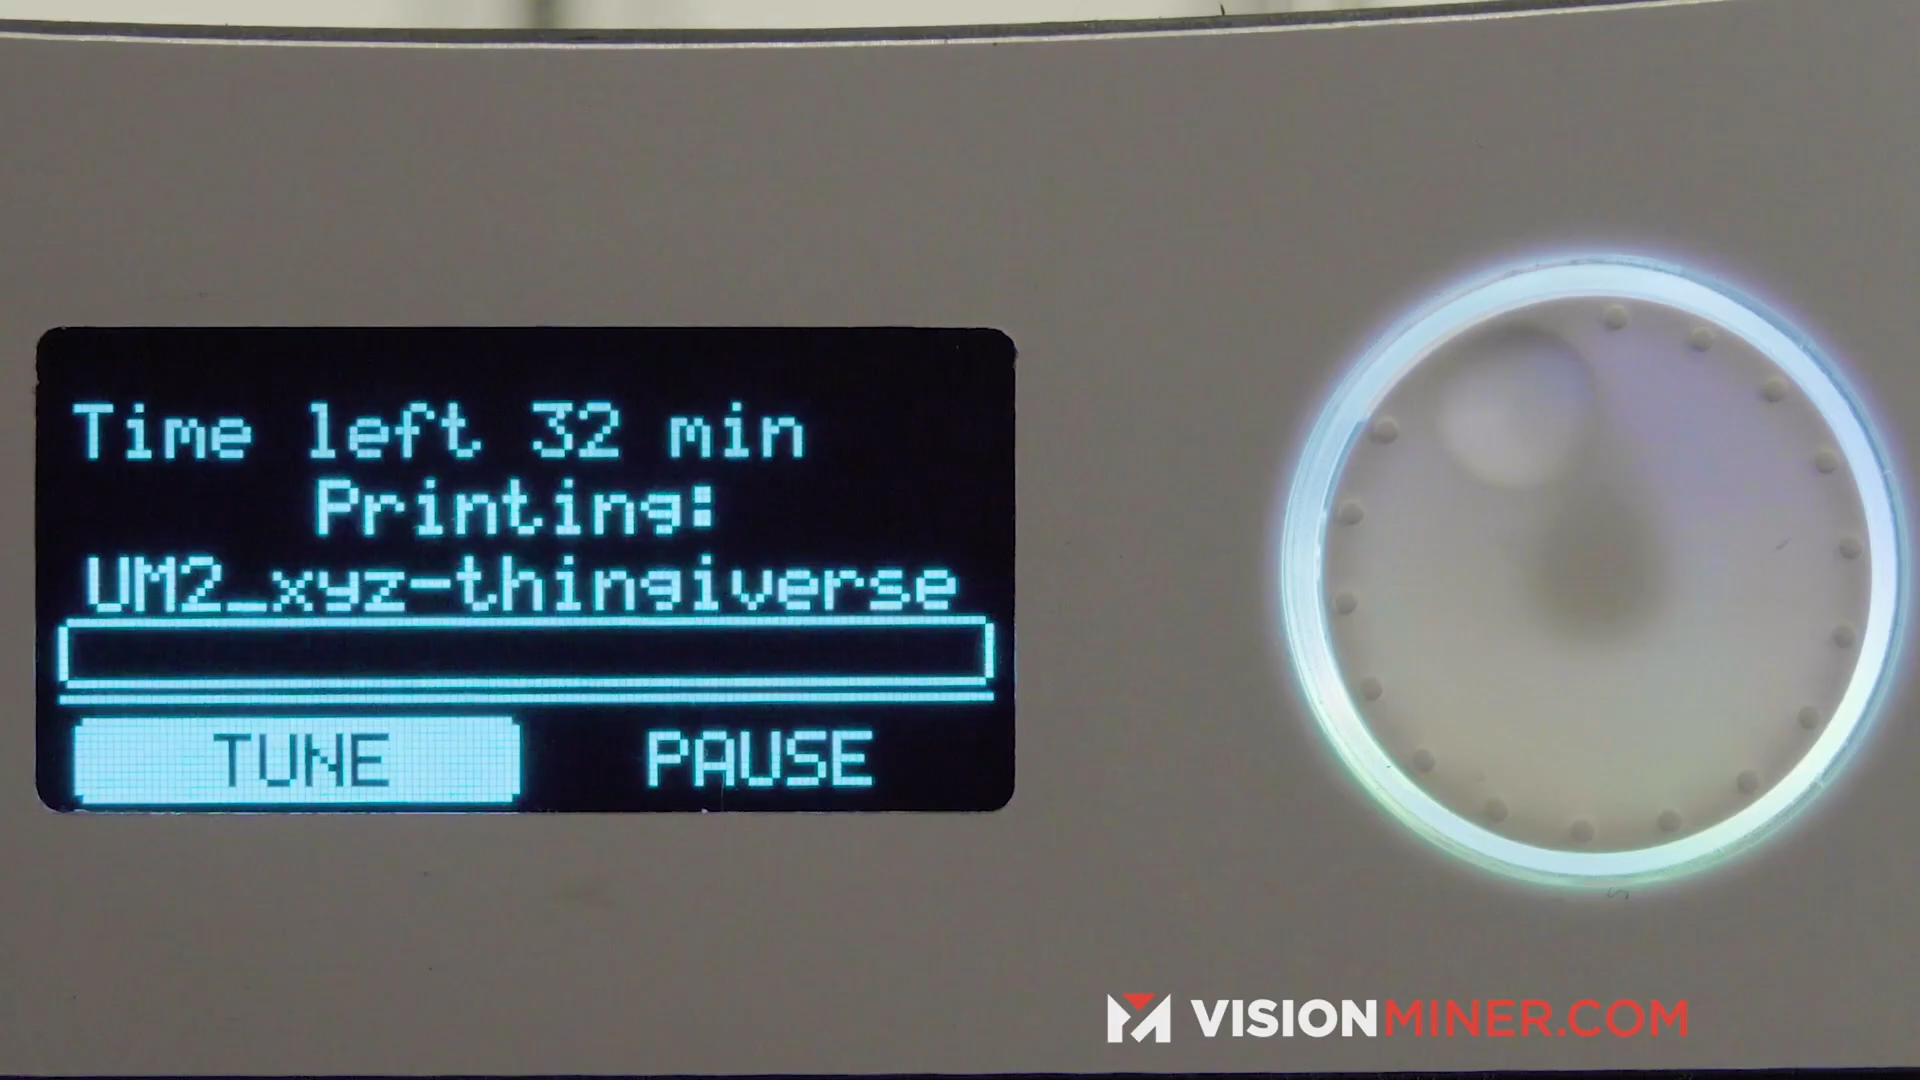 Time left 32 min
Printing:
UM2_xyz-thingiverse
TUNE PAUSE
VISIONMINER.COM